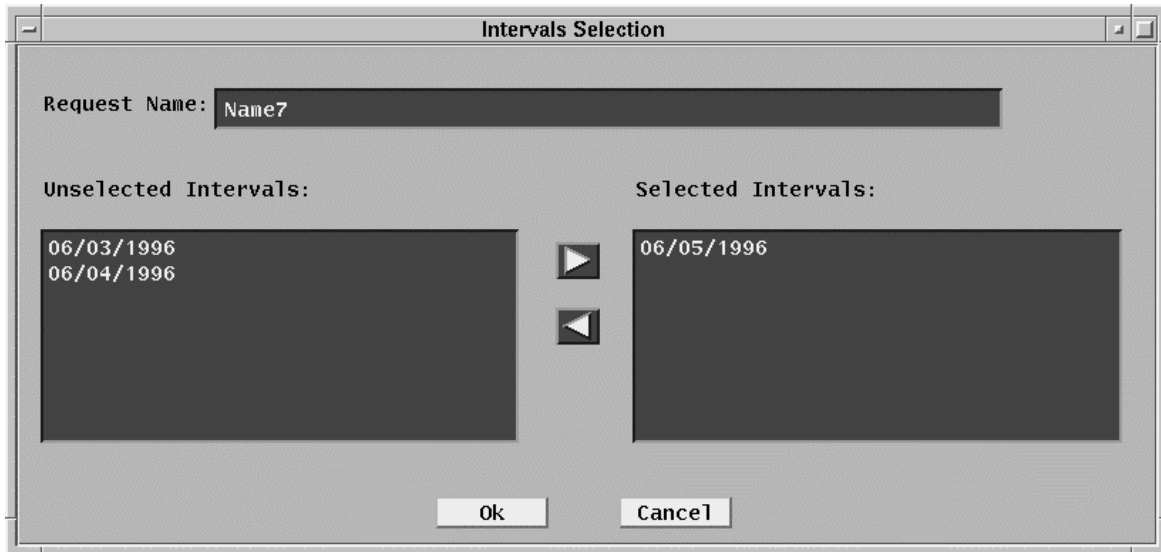 Intervals Selection
Request Name: Name7
Unselected Intervals:
Selected Intervals:
06/03/1996
06/04/1996
06/05/1996
Ok
Cancel